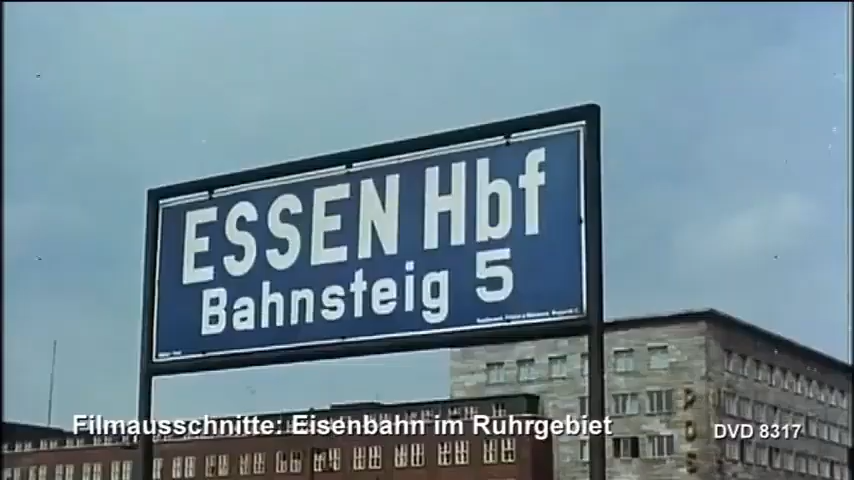 ESSEN Hbf
Bahnsteig 5
Filmausschnitte: Eisenbahn im Ruhrgebiet
DVD 8317